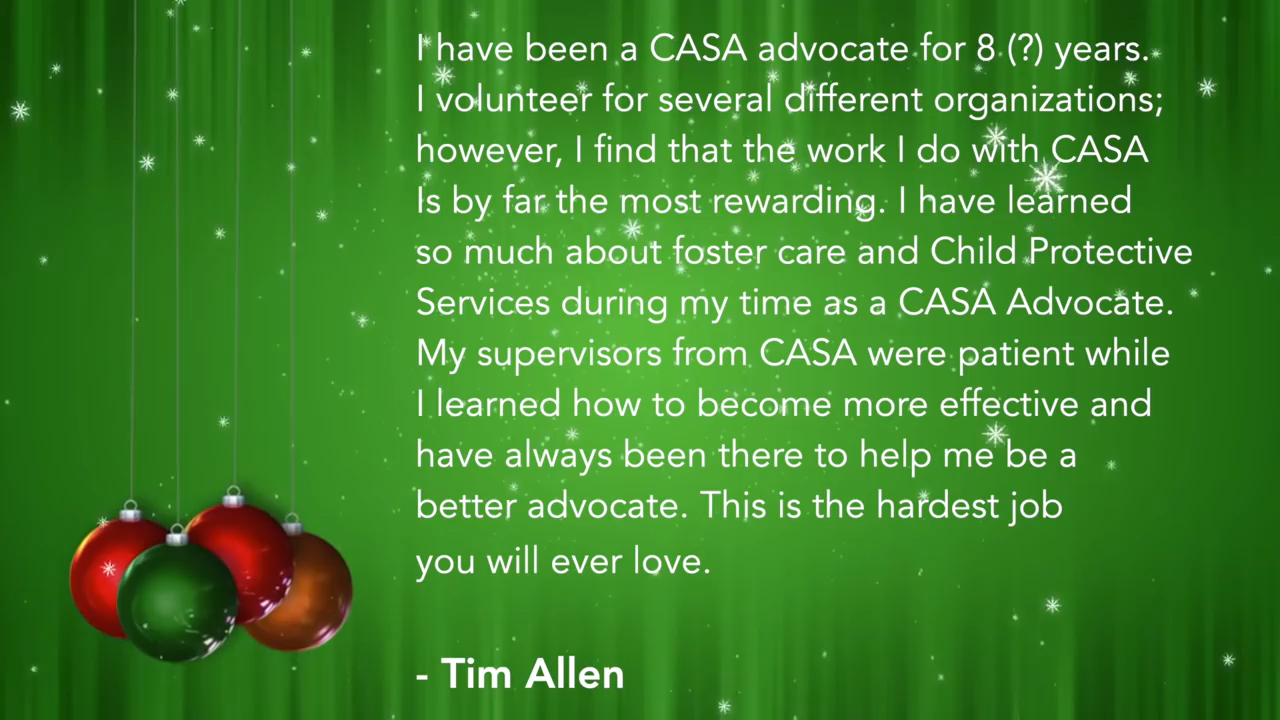 I have been a CASA advocate for 8 (?) years.
I volunteer for several different organizations;
however, I find that the work I do with CASA
Is by far the most rewarding. I have learned
so much about foster care and Child Protective
Services during my time as a CASA Advocate.
My supervisors from CASA were patient while
I learned how to become more effective and
have always been there to help me be a
better advocate. This is the hardest job
you will ever love.
- Tim Allen